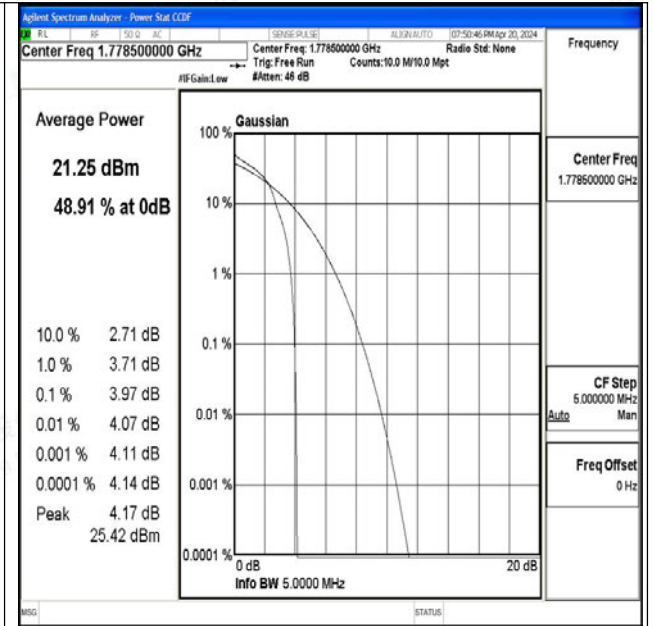 Agilent Spectrum Analyzer - Power Stat CCDF
RL RF 50 Ω AC SENSE:PULSE ALIGN AUTO 07:50:46 PM Apr 20, 2024
Center Freq 1.778500000 GHz
Center Freq: 1.778500000 GHz Radio Std: None
Trig: Free Run Counts:10.0 M/10.0 Mpt
#IFGain:Low #Atten: 46 dB
Frequency
Average Power
21.25 dBm
48.91 % at 0dB
10.0 % 2.71 dB
1.0 % 3.71 dB
0.1 % 3.97 dB
0.01 % 4.07 dB
0.001 % 4.11 dB
0.0001 % 4.14 dB
Peak 4.17 dB
25.42 dBm
Gaussian
100 %
10 %
1 %
0.1 %
0.01 %
0.001 %
0.0001 %
0 dB 20 dB
Info BW 5.0000 MHz
Center Freq
1.778500000 GHz
CF Step
5.000000 MHz
Auto Man
Freq Offset
0 Hz
MSG STATUS